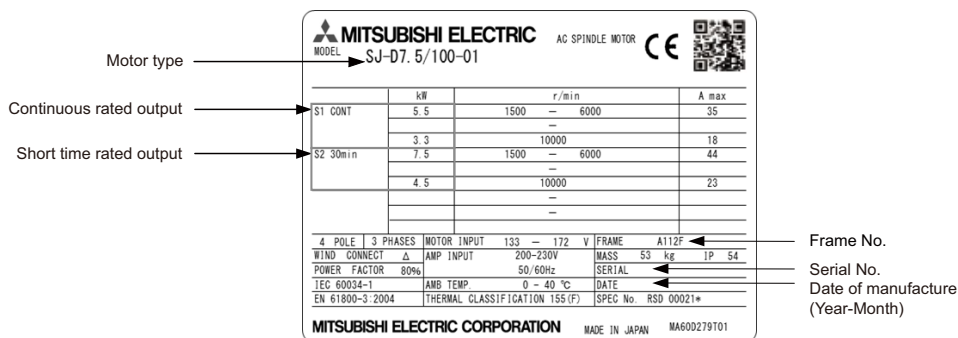 MITSUBISHI ELECTRIC AC SPINDLE MOTOR CE
MODEL SJ-D7.5/100-01
Motor type
kW r/min A max
Continuous rated output
S1 CONT 5.5 1500 — 6000 35
—
3.3 10000 18
Short time rated output
S2 30min 7.5 1500 — 6000 44
—
4.5 10000 23
—
—
4 POLE 3 PHASES MOTOR INPUT 133 — 172 V FRAME A112F
Frame No.
WIND CONNECT Δ AMP INPUT 200-230V MASS 53 kg IP 54
POWER FACTOR 80% 50/60Hz SERIAL
Serial No.
IEC 60034-1 AMB TEMP. 0 - 40 ℃ DATE
Date of manufacture
(Year-Month)
EN 61800-3:2004 THERMAL CLASSIFICATION 155(F) SPEC No. RSD 00021*
MITSUBISHI ELECTRIC CORPORATION MADE IN JAPAN MA60D279T01